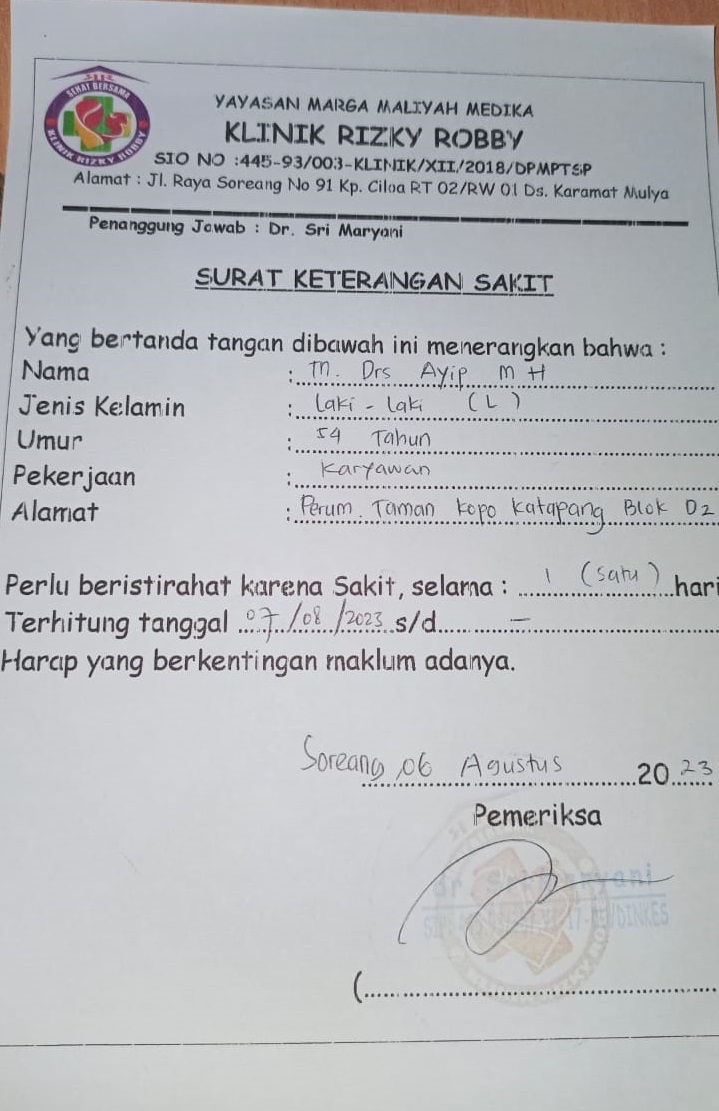 SEHAT BERSAMA
KLINIK RIZKY ROBBY
YAYASAN MARGA MALIYAH MEDIKA
KLINIK RIZKY ROBBY
SIO NO :445-93/003-KLINIK/XII/2018/DPMPTSP
Alamat : Jl. Raya Soreang No 91 Kp. Ciloa RT 02/RW 01 Ds. Karamat Mulya
Penanggung Jawab : Dr. Sri Maryani
SURAT KETERANGAN SAKIT
Yang bertanda tangan dibawah ini menerangkan bahwa :
Nama : M. Drs Ayip M H
Jenis Kelamin : Laki - Laki (L)
Umur : 54 Tahun
Pekerjaan : Karyawan
Alamat : Perum. Taman Kopo Katapang Blok D2
Perlu beristirahat karena Sakit, selama : 1 (Satu) hari
Terhitung tanggal 07/08/2023 s/d -
Harap yang berkentingan maklum adanya.
Soreang, 06 Agustus 2023
Pemeriksa
dr
/DINKES
(